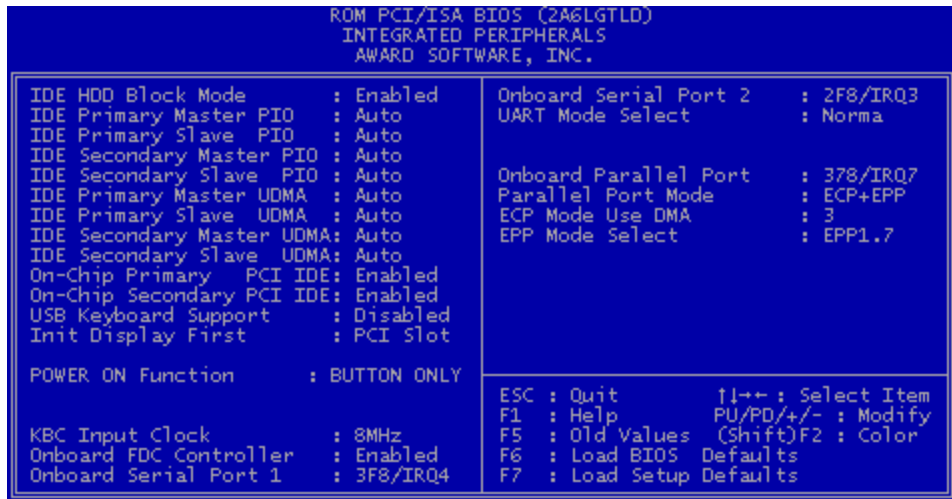 ROM PCI/ISA BIOS (2A6LGTLD)
INTEGRATED PERIPHERALS
AWARD SOFTWARE, INC.
IDE HDD Block Mode : Enabled
IDE Primary Master PIO : Auto
IDE Primary Slave PIO : Auto
IDE Secondary Master PIO : Auto
IDE Secondary Slave PIO : Auto
IDE Primary Master UDMA : Auto
IDE Primary Slave UDMA : Auto
IDE Secondary Master UDMA: Auto
IDE Secondary Slave UDMA: Auto
On-Chip Primary PCI IDE: Enabled
On-Chip Secondary PCI IDE: Enabled
USB Keyboard Support : Disabled
Init Display First : PCI Slot
POWER ON Function : BUTTON ONLY
KBC Input Clock : 8MHz
Onboard FDC Controller : Enabled
Onboard Serial Port 1 : 3F8/IRQ4
Onboard Serial Port 2 : 2F8/IRQ3
UART Mode Select : Norma
Onboard Parallel Port : 378/IRQ7
Parallel Port Mode : ECP+EPP
ECP Mode Use DMA : 3
EPP Mode Select : EPP1.7
ESC : Quit ↑↓→← : Select Item
F1 : Help PU/PD/+/- : Modify
F5 : Old Values (Shift)F2 : Color
F6 : Load BIOS Defaults
F7 : Load Setup Defaults